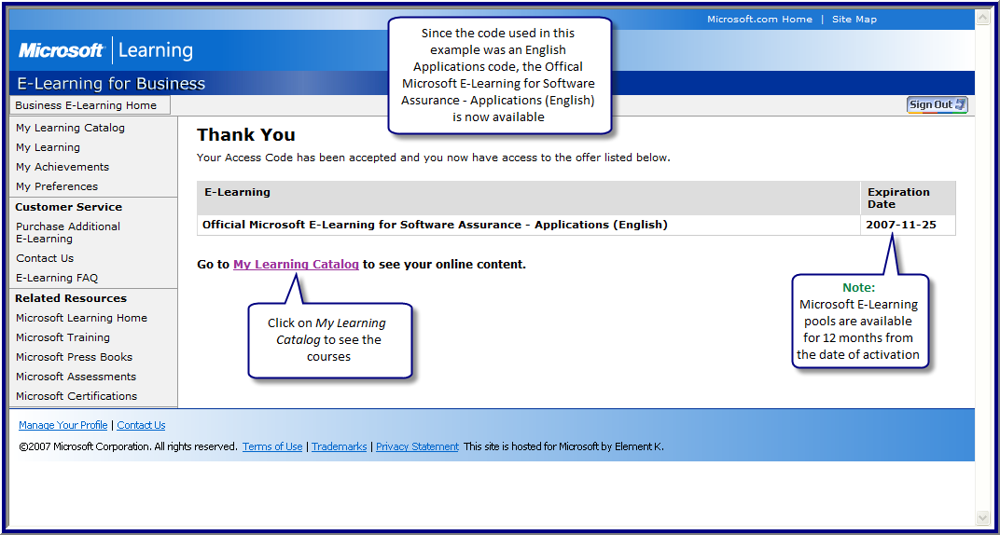 Microsoft.com Home | Site Map
Microsoft | Learning
E-Learning for Business
Since the code used in this
example was an English
Applications code, the Offical
Microsoft E-Learning for Software
Assurance - Applications (English)
is now available
Business E-Learning Home
Sign Out
My Learning Catalog
My Learning
My Achievements
My Preferences
Customer Service
Purchase Additional
E-Learning
Contact Us
E-Learning FAQ
Related Resources
Microsoft Learning Home
Microsoft Training
Microsoft Press Books
Microsoft Assessments
Microsoft Certifications
Thank You
Your Access Code has been accepted and you now have access to the offer listed below.
E-Learning
Expiration
Date
Official Microsoft E-Learning for Software Assurance - Applications (English)
2007-11-25
Go to My Learning Catalog to see your online content.
Click on My Learning
Catalog to see the
courses
Note:
Microsoft E-Learning
pools are available
for 12 months from
the date of activation
Manage Your Profile | Contact Us
©2007 Microsoft Corporation. All rights reserved. Terms of Use | Trademarks | Privacy Statement This site is hosted for Microsoft by Element K.